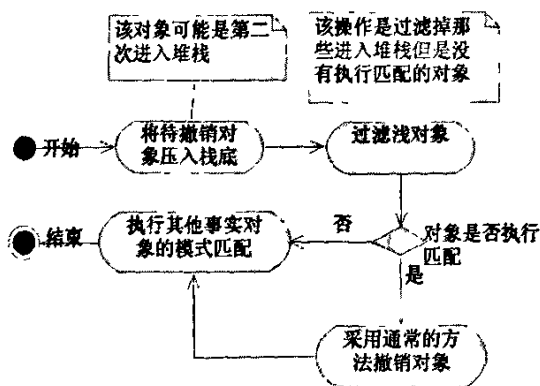 该对象可能是第二
次进入堆栈
该操作是过滤掉那
些进入堆栈但是没
有执行匹配的对象
开始
将待撤销对
象压入栈底
过滤浅对象
结束
执行其他事实对
象的模式匹配
否
对象是否执行
匹配
是
采用通常的方
法撤销对象